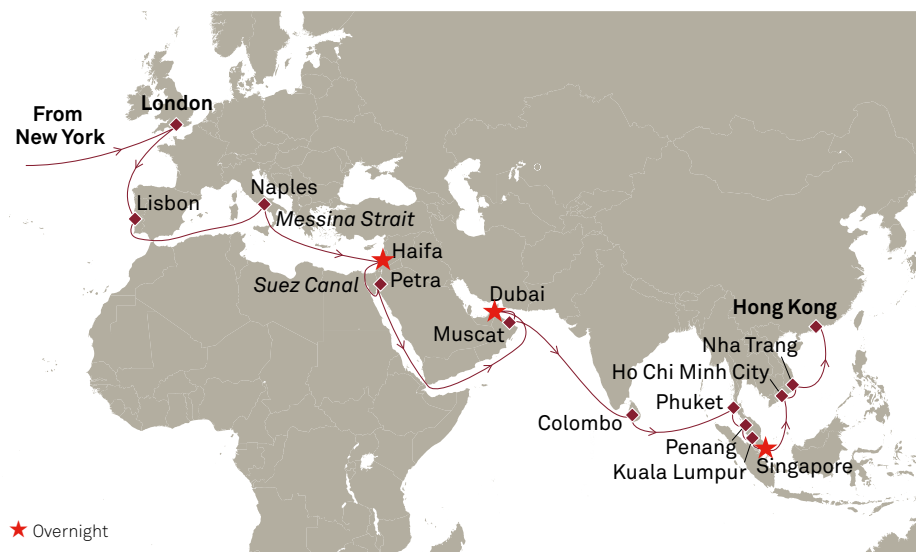 From
New York
London
Lisbon
Naples
Messina Strait
Haifa
Suez Canal
Petra
Dubai
Muscat
Hong Kong
Nha Trang
Ho Chi Minh City
Phuket
Colombo
Penang
Kuala Lumpur
Singapore
Overnight